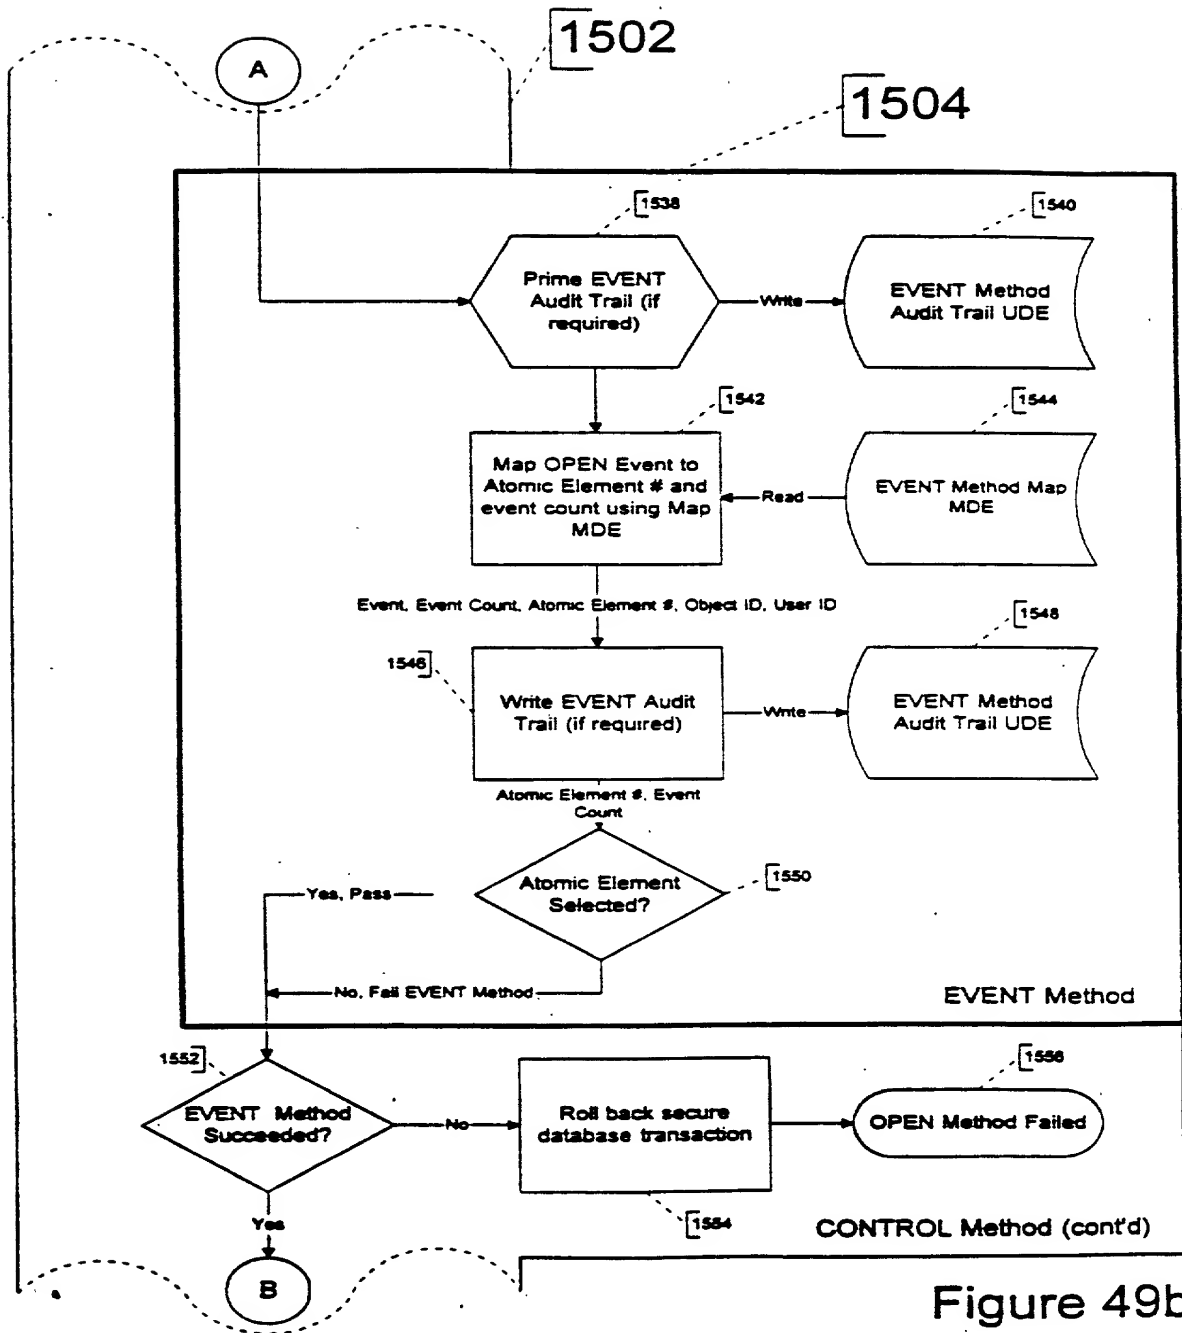 1502
A
1504
1538
1540
Prime EVENT
Audit Trail (if
required)
Write
EVENT Method
Audit Trail UDE
1542
1544
Map OPEN Event to
Atomic Element # and
event count using Map
MDE
Read
EVENT Method Map
MDE
Event, Event Count, Atomic Element #, Object ID, User ID
1546
1548
Write EVENT Audit
Trail (if required)
Write
EVENT Method
Audit Trail UDE
Atomic Element #, Event
Count
Atomic Element
Selected?
1550
Yes, Pass
No, Fail EVENT Method
EVENT Method
1552
1556
EVENT Method
Succeeded?
No
Roll back secure
database transaction
OPEN Method Failed
1554
Yes
CONTROL Method (cont'd)
B
Figure 49b